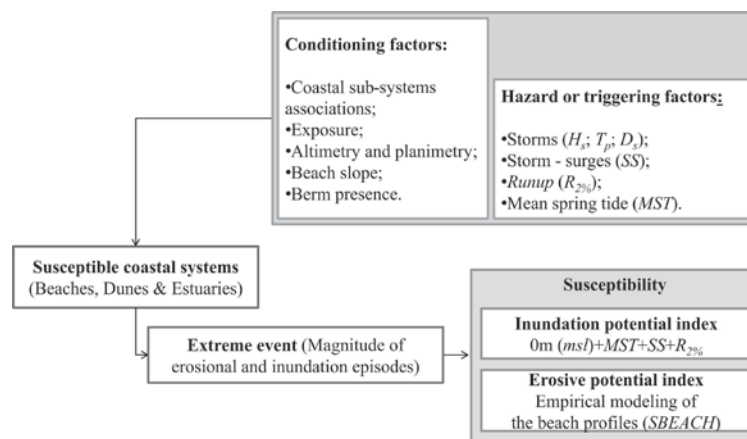 Conditioning factors:
•Coastal sub-systems
associations;
•Exposure;
•Altimetry and planimetry;
•Beach slope;
•Berm presence.
Hazard or triggering factors:
•Storms (Hs; Tp; Ds);
•Storm - surges (SS);
•Runup (R2%);
•Mean spring tide (MST).
Susceptible coastal systems
(Beaches, Dunes & Estuaries)
Extreme event (Magnitude of
erosional and inundation episodes)
Susceptibility
Inundation potential index
0m (msl)+MST+SS+R2%
Erosive potential index
Empirical modeling of
the beach profiles (SBEACH)